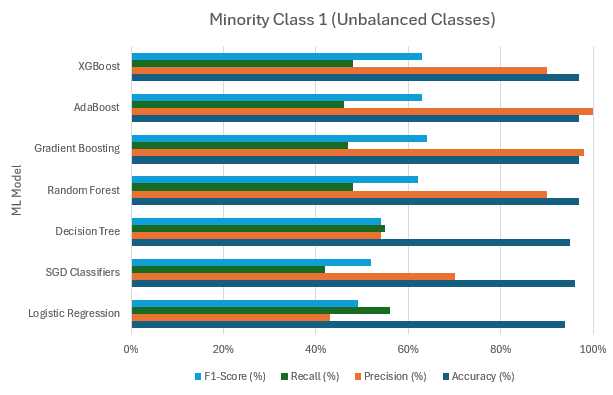 Minority Class 1 (Unbalanced Classes)
ML Model
XGBoost
AdaBoost
Gradient Boosting
Random Forest
Decision Tree
SGD Classifiers
Logistic Regression
0% 20% 40% 60% 80% 100%
F1-Score (%) Recall (%) Precision (%) Accuracy (%)